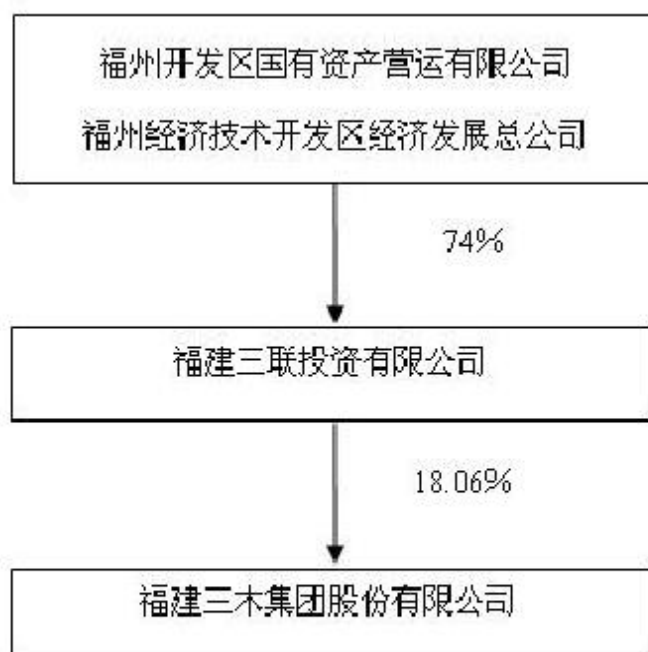 福州开发区国有资产营运有限公司
福州经济技术开发区经济发展总公司
74%
福建三联投资有限公司
18.06%
福建三木集团股份有限公司